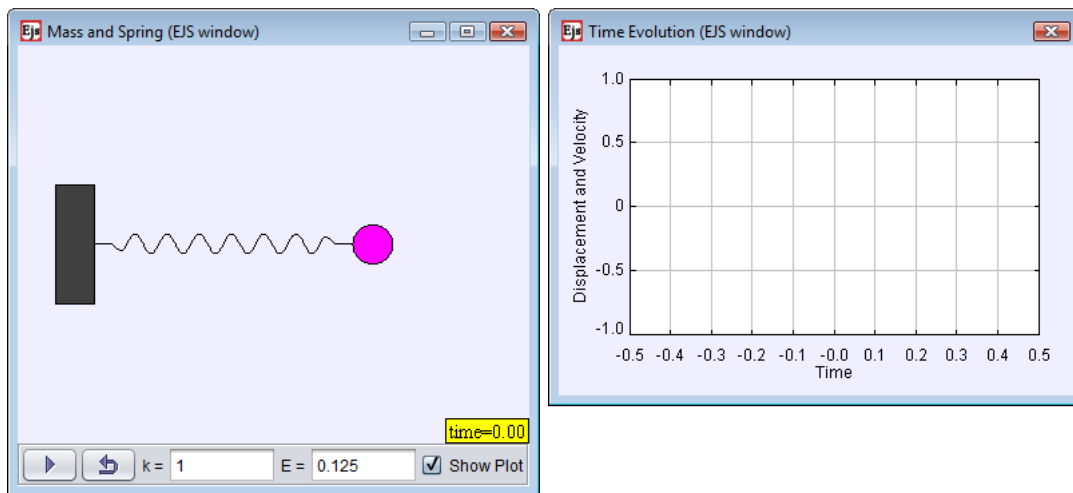 Ejs Mass and Spring (EJS window)
time=0.00
k = 1 E = 0.125 Show Plot
Ejs Time Evolution (EJS window)
Displacement and Velocity
1.0
0.5
0
-0.5
-1.0
-0.5 -0.4 -0.3 -0.2 -0.1 -0.0 0.1 0.2 0.3 0.4 0.5
Time